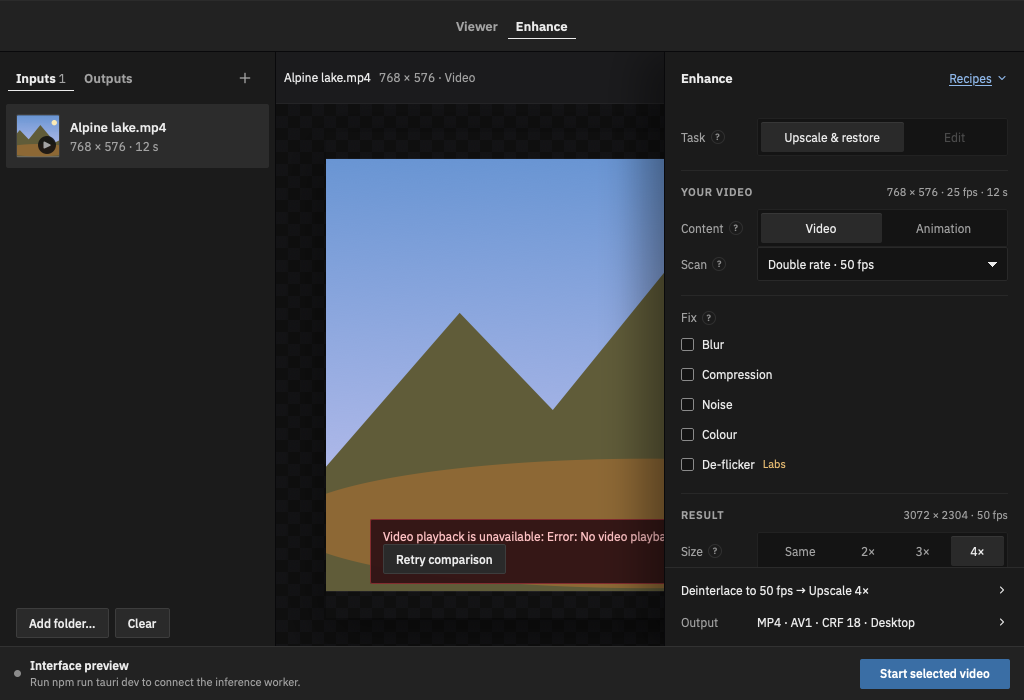 Viewer Enhance
Inputs 1 Outputs
Alpine lake.mp4
768 × 576 · 12 s
Add folder... Clear
Alpine lake.mp4 768 × 576 · Video
Video playback is unavailable: Error: No video playba
Retry comparison
Enhance Recipes
Task ? Upscale & restore Edit
YOUR VIDEO 768 × 576 · 25 fps · 12 s
Content ? Video Animation
Scan ? Double rate · 50 fps
Fix ?
Blur
Compression
Noise
Colour
De-flicker Labs
RESULT 3072 × 2304 · 50 fps
Size ? Same 2× 3× 4×
Deinterlace to 50 fps → Upscale 4×
Output MP4 · AV1 · CRF 18 · Desktop
Interface preview
Run npm run tauri dev to connect the inference worker.
Start selected video